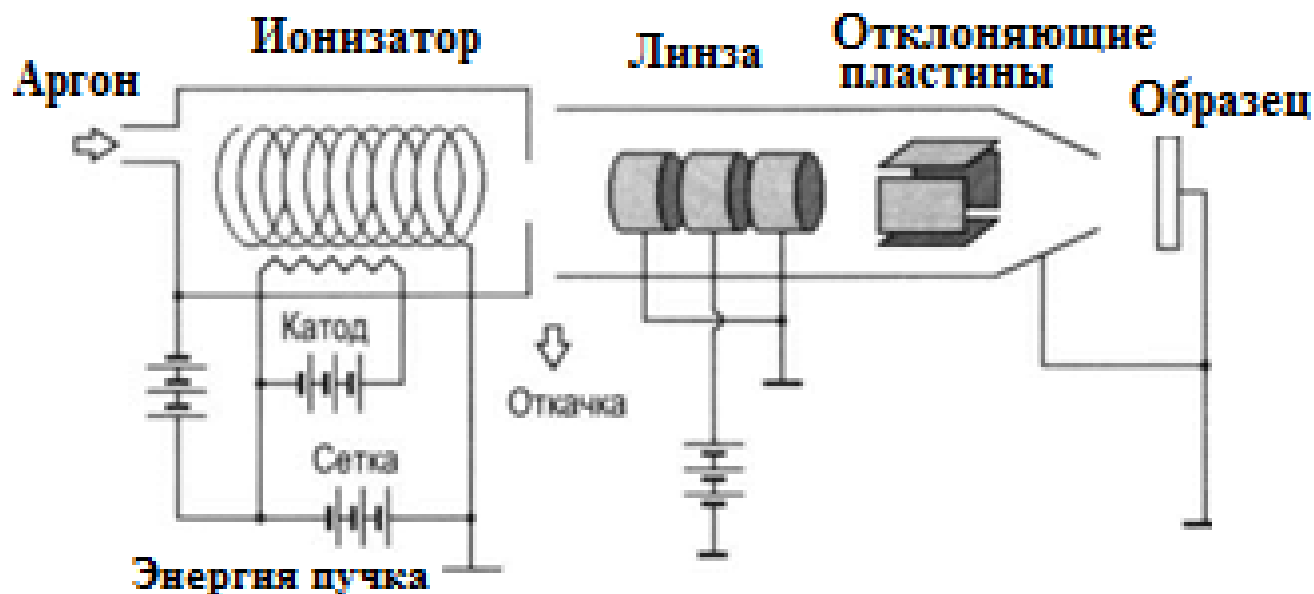 Ионизатор
Линза
Отклоняющие
пластины
Аргон
Образец
Катод
Откачка
Сетка
Энергия пучка